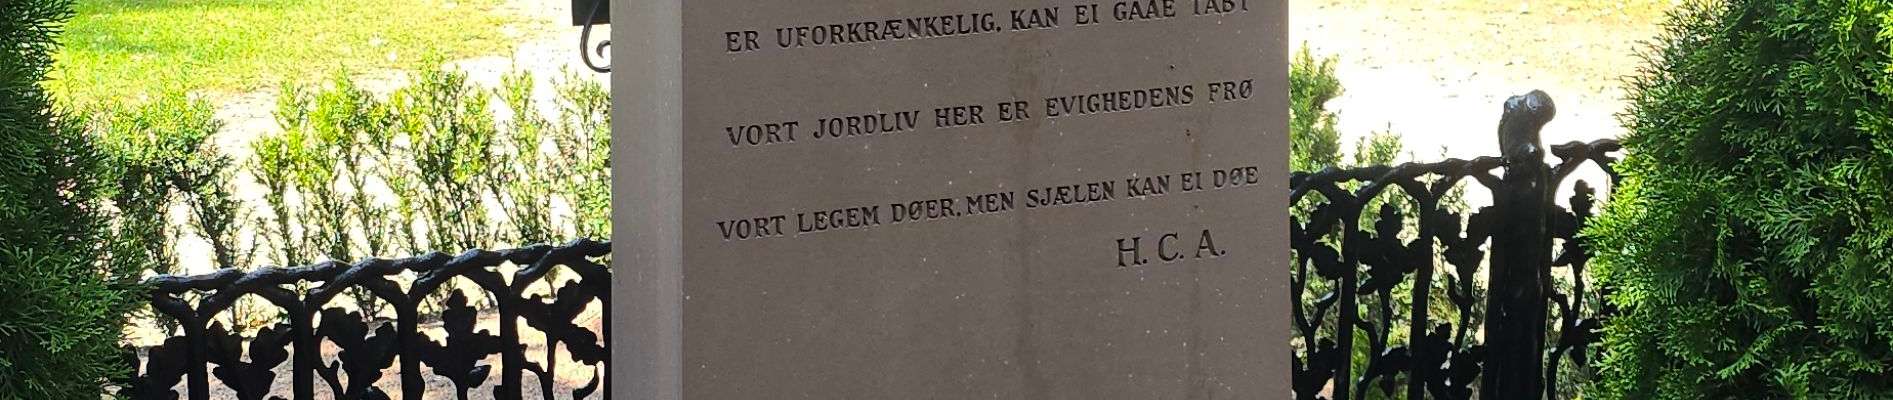 ER UFORKRÆNKELIG, KAN EI GAAE TABT
VORT JORDLIV HER ER EVIGHEDENS FRØ
VORT LEGEM DØER, MEN SJÆLEN KAN EI DØE
H. C. A.